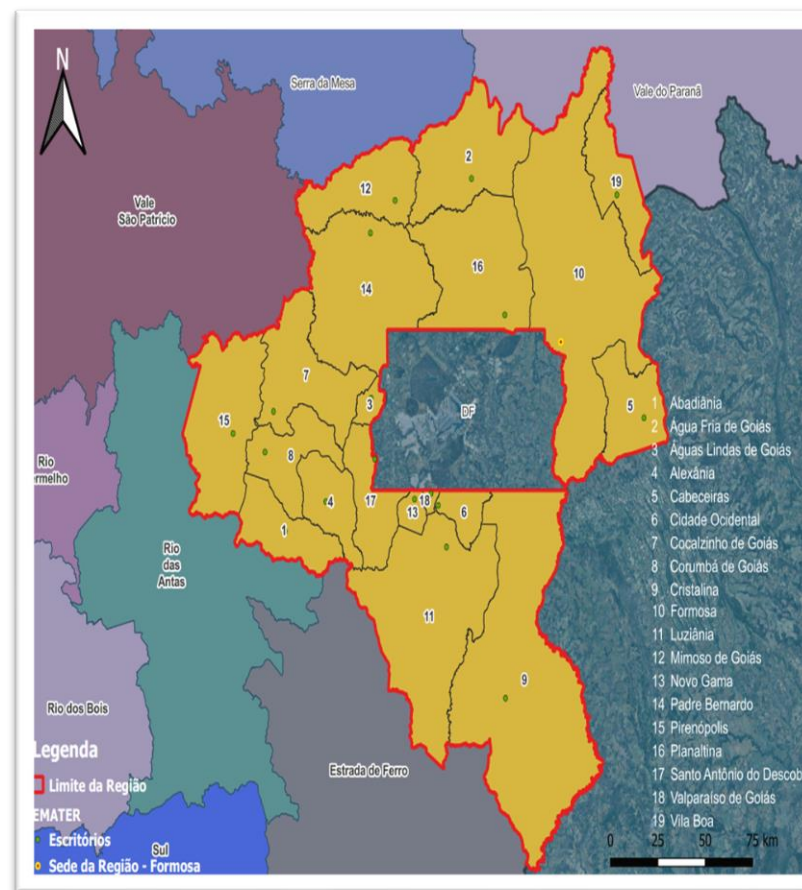 N
Serra da Mesa
Vale do Paranã
Vale
São Patrício
2
12
19
16
10
14
7
3
5
15
DF
8
4
17
13
18
6
1
11
9
Rio
ermelho
Rio
das
Antas
Rio dos Bois
Estrada de Ferro
Sul
1 Abadiânia
2 Água Fria de Goiás
3 Águas Lindas de Goiás
4 Alexânia
5 Cabeceiras
6 Cidade Ocidental
7 Cocalzinho de Goiás
8 Corumbá de Goiás
9 Cristalina
10 Formosa
11 Luziânia
12 Mimoso de Goiás
13 Novo Gama
14 Padre Bernardo
15 Pirenópolis
16 Planaltina
17 Santo Antônio do Descob
18 Valparaíso de Goiás
19 Vila Boa
Legenda
Limite da Região
EMATER
Escritórios
Sede da Região - Formosa
0 25 50 75 km